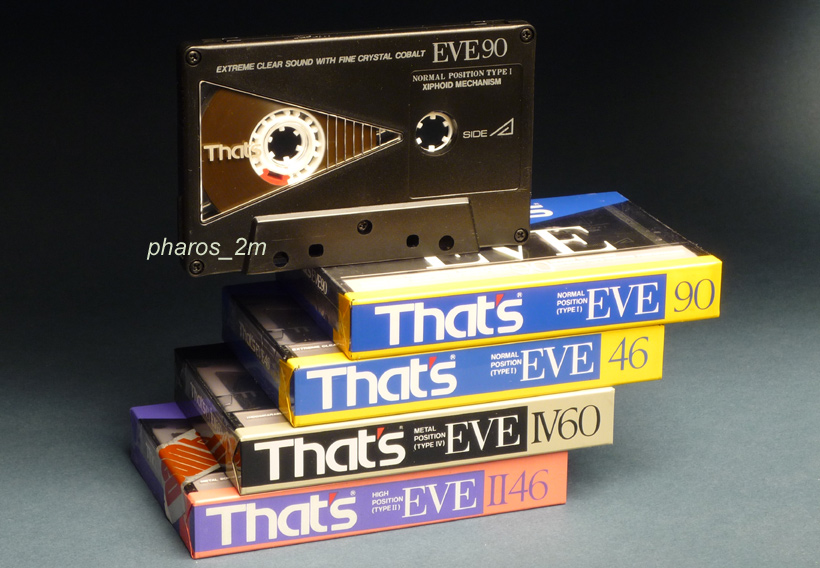 EXTREME CLEAR SOUND WITH FINE CRYSTAL COBALT EVE90
NORMAL POSITION TYPE I
XIPHOID MECHANISM
That's
SIDE A
pharos_2m
EVE
That's® NORMAL POSITION (TYPE I) EVE 90
That's® NORMAL POSITION (TYPE I) EVE 46
That's® METAL POSITION (TYPE IV) EVE IV60
That's® HIGH POSITION (TYPE II) EVE II46